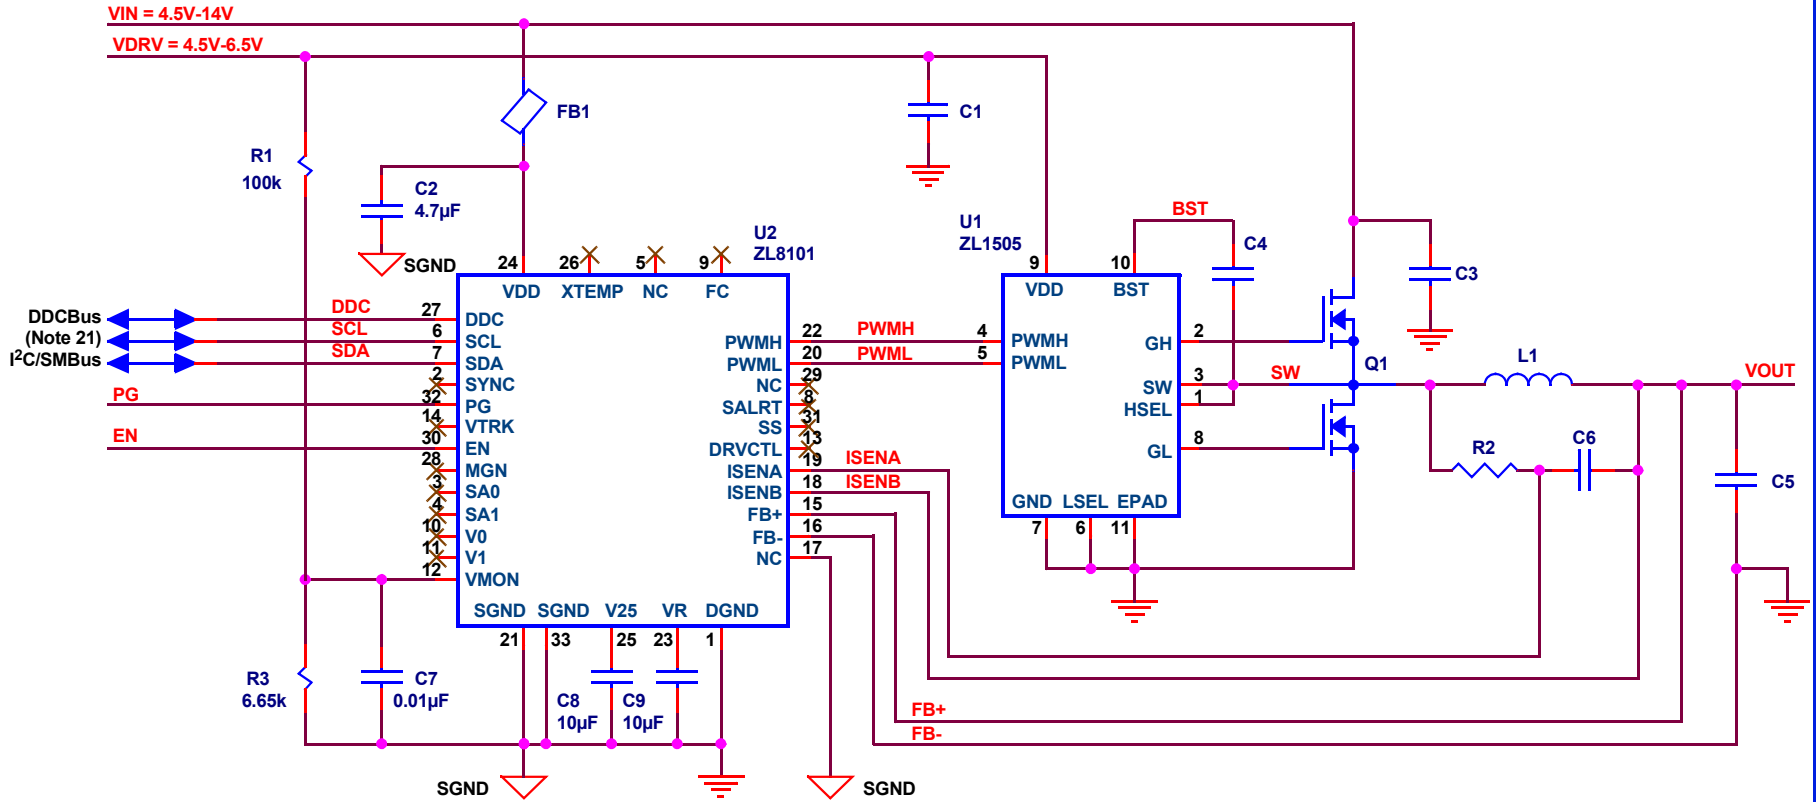 VIN = 4.5V-14V
VDRV = 4.5V-6.5V
FB1
C1
R1
100k
C2
4.7µF
SGND
U2
ZL8101
U1
ZL1505
BST
C4
C3
24
26
5
9
VDD
XTEMP
NC
FC
9
10
VDD
BST
DDCBus
(Note 21)
I²C/SMBus
DDC
SCL
SDA
PG
EN
27
6
7
2
32
14
30
28
3
4
10
11
12
DDC
SCL
SDA
SYNC
PG
VTRK
EN
MGN
SA0
SA1
V0
V1
VMON
PWMH
PWML
NC
SALRT
SS
DRVCTL
ISENA
ISENB
FB+
FB-
NC
22
20
29
8
31
13
19
18
15
16
17
PWMH
PWML
ISENA
ISENB
4
5
PWMH
PWML
GH
SW
HSEL
GL
2
3
1
8
SW
Q1
L1
VOUT
R2
C6
C5
GND
LSEL
EPAD
7
6
11
SGND
SGND
V25
VR
DGND
21
33
25
23
1
R3
6.65k
C7
0.01µF
C8
10µF
C9
10µF
FB+
FB-
SGND
SGND